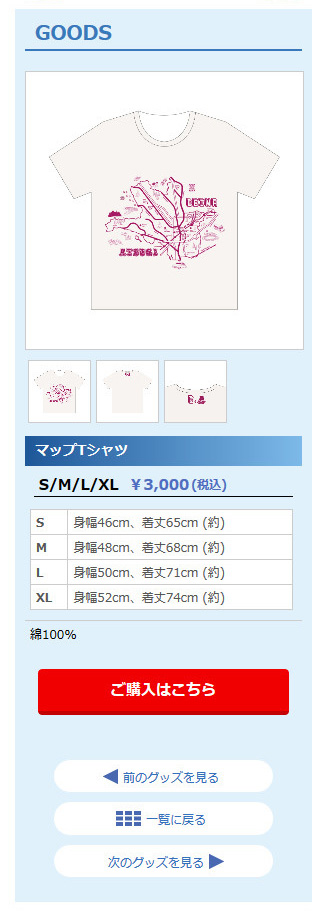 GOODS
EBINA
ATSUGI
マップTシャツ
S/M/L/XL ￥3,000(税込)
S 身幅46cm、着丈65cm (約)
M 身幅48cm、着丈68cm (約)
L 身幅50cm、着丈71cm (約)
XL 身幅52cm、着丈74cm (約)
綿100%
ご購入はこちら
前のグッズを見る
一覧に戻る
次のグッズを見る